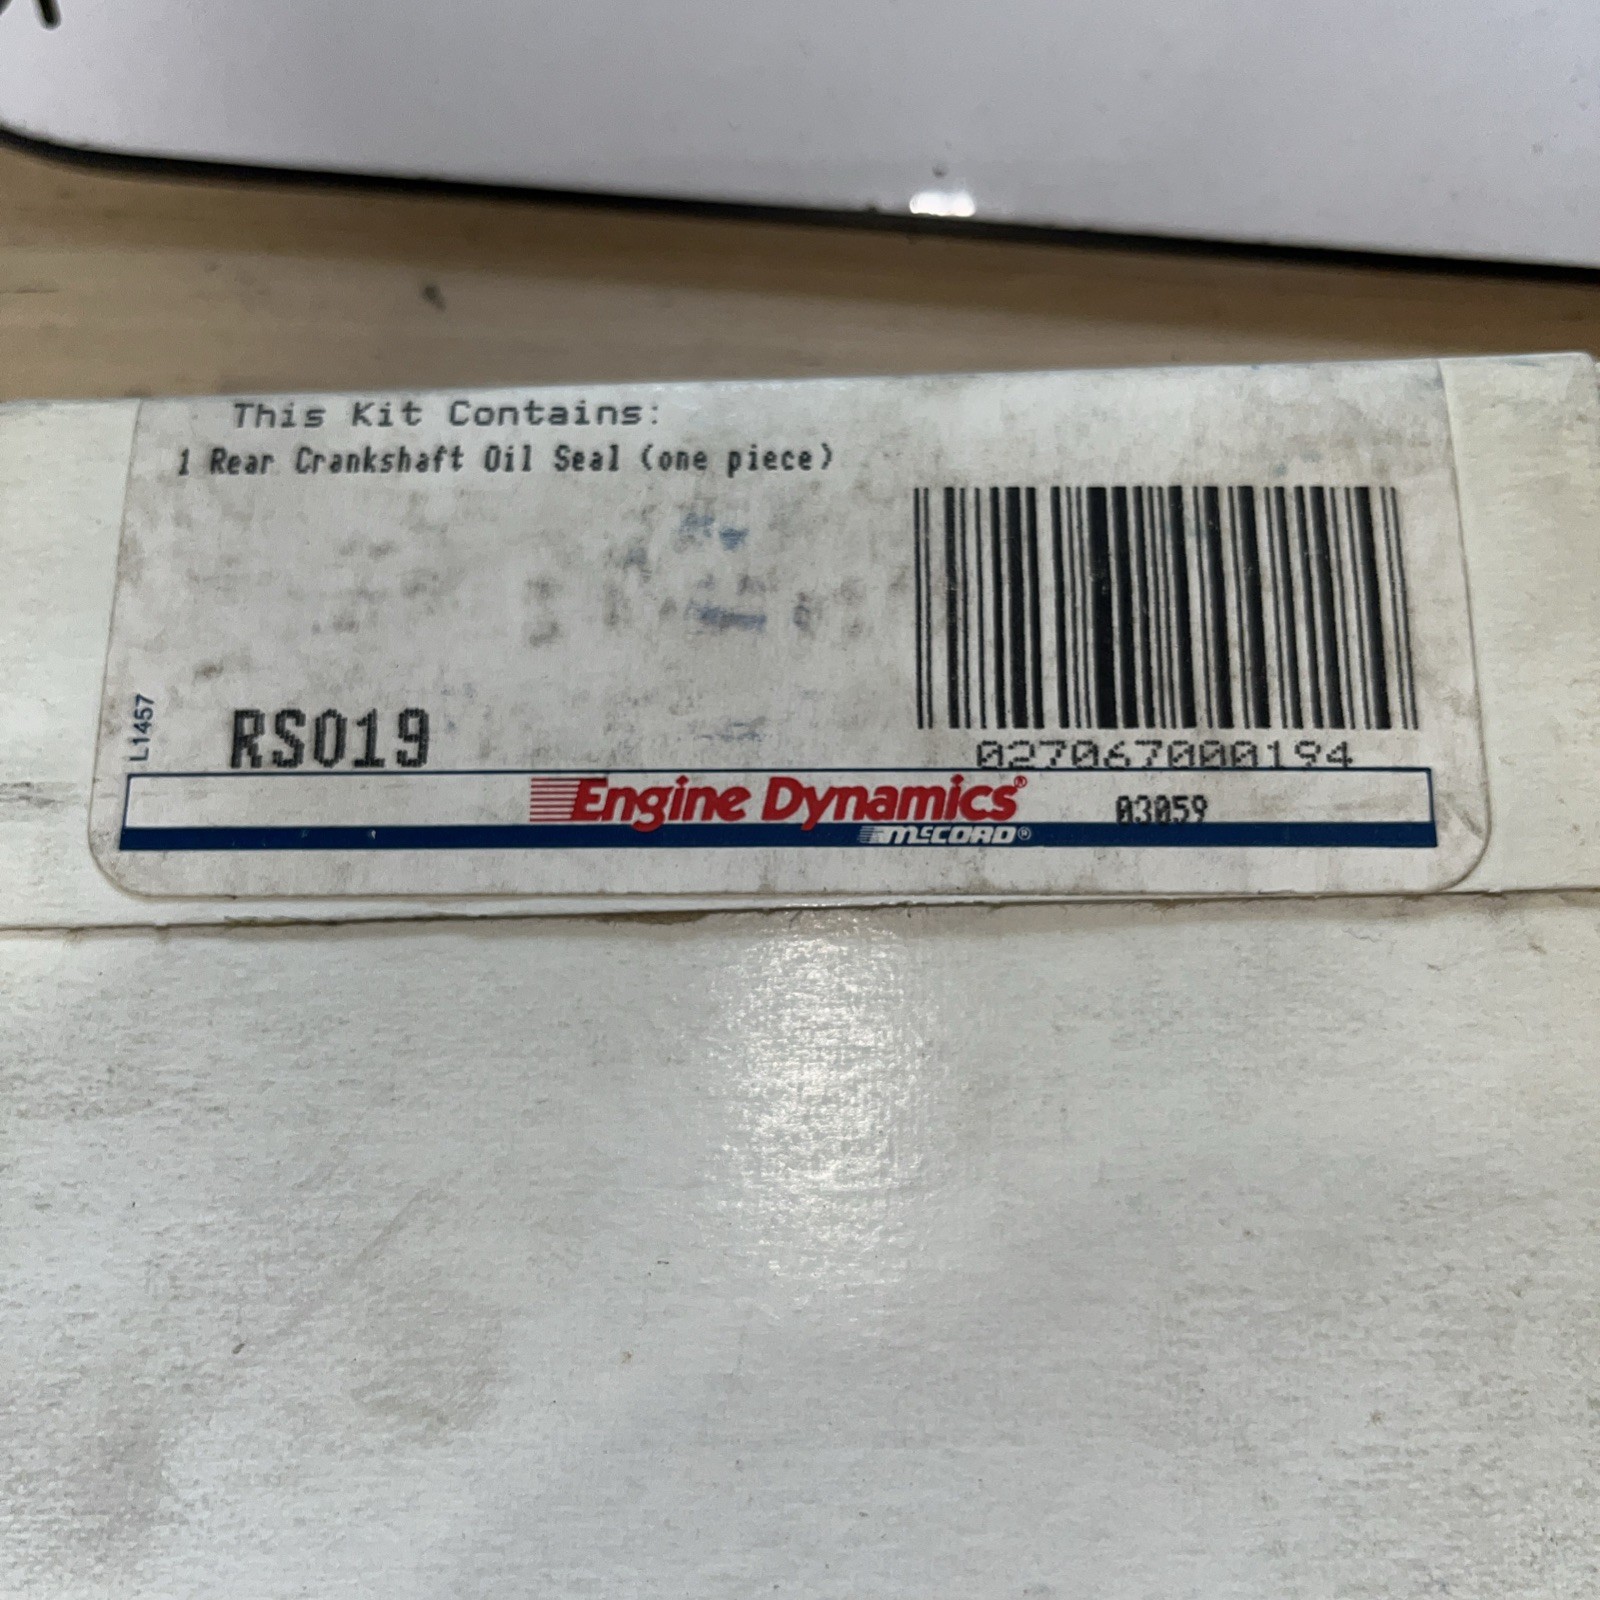 This Kit Contains:
1 Rear Crankshaft Oil Seal (one piece)
L1457
RS019
027067000194
Engine Dynamics®
03059
McCORD®